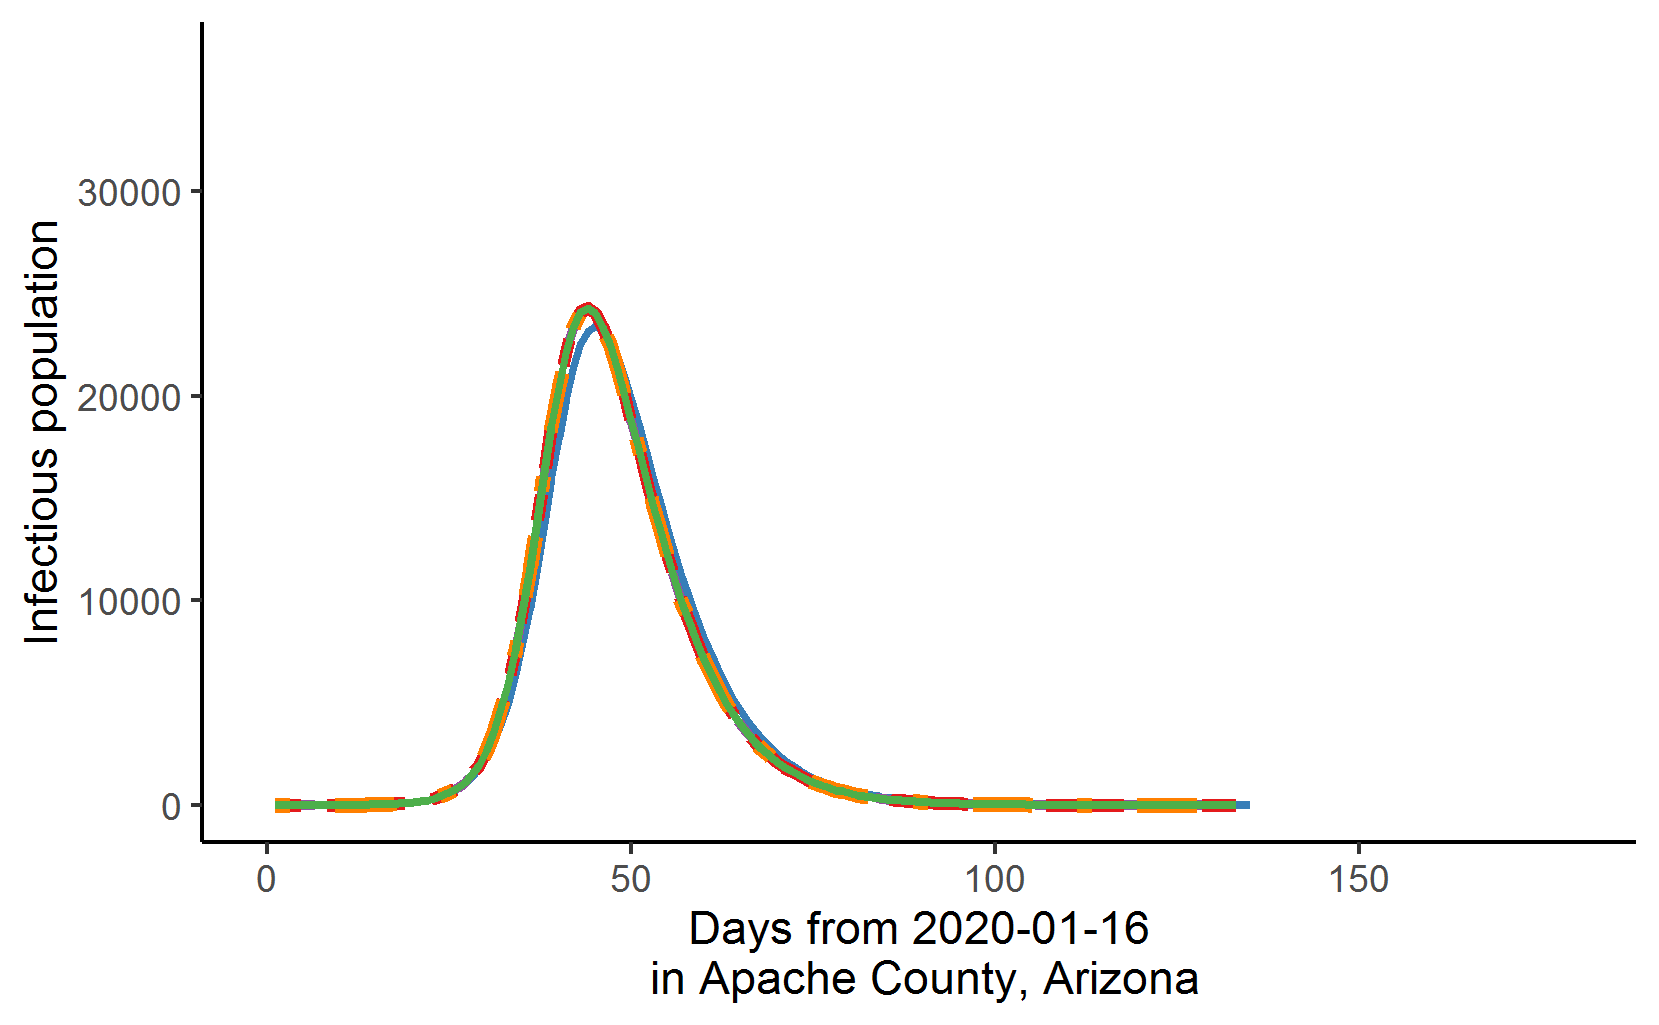 Infectious population
30000
20000
10000
0
0 50 100 150
Days from 2020-01-16
in Apache County, Arizona